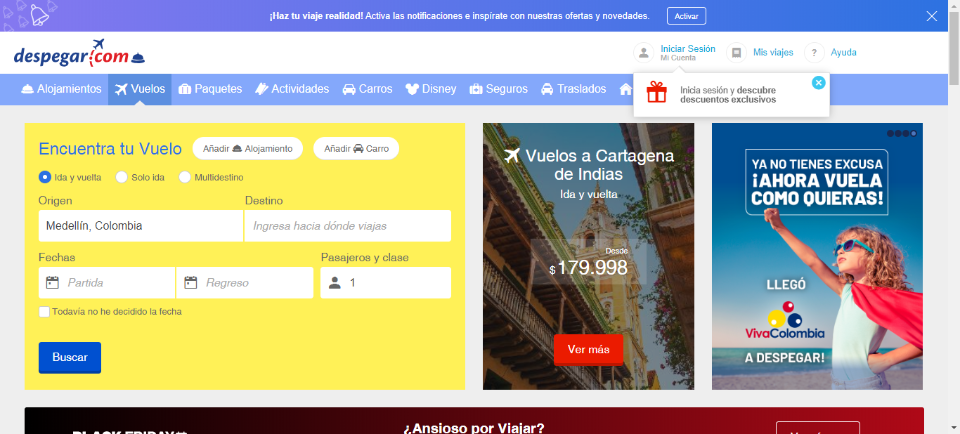 ¡Haz tu viaje realidad! Activa las notificaciones e inspírate con nuestras ofertas y novedades.
Activar
despegar.com
Iniciar Sesión
Mi Cuenta
Mis viajes
? Ayuda
Alojamientos
Vuelos
Paquetes
Actividades
Carros
Disney
Seguros
Traslados
Inicia sesión y descubre
descuentos exclusivos
Encuentra tu Vuelo
Añadir Alojamiento
Añadir Carro
Ida y vuelta
Solo ida
Multidestino
Origen
Destino
Medellín, Colombia
Ingresa hacia dónde viajas
Fechas
Pasajeros y clase
Partida
Regreso
1
Todavía no he decidido la fecha
Buscar
Vuelos a Cartagena
de Indias
Ida y vuelta
Desde
$ 179.998
Ver más
YA NO TIENES EXCUSA
¡AHORA VUELA
COMO QUIERAS!
LLEGÓ
VivaColombia
A DESPEGAR!
BLACK FRIDAY
¿Ansioso por Viajar?